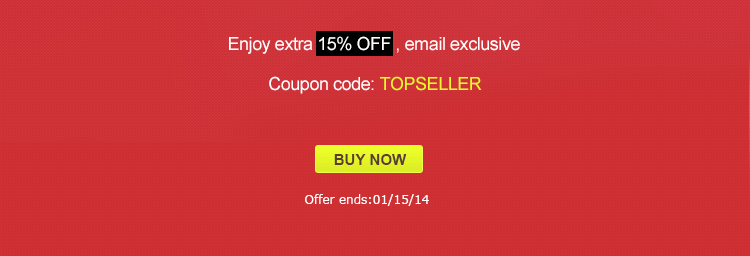 Enjoy extra 15% OFF , email exclusive
Coupon code: TOPSELLER
BUY NOW
Offer ends:01/15/14